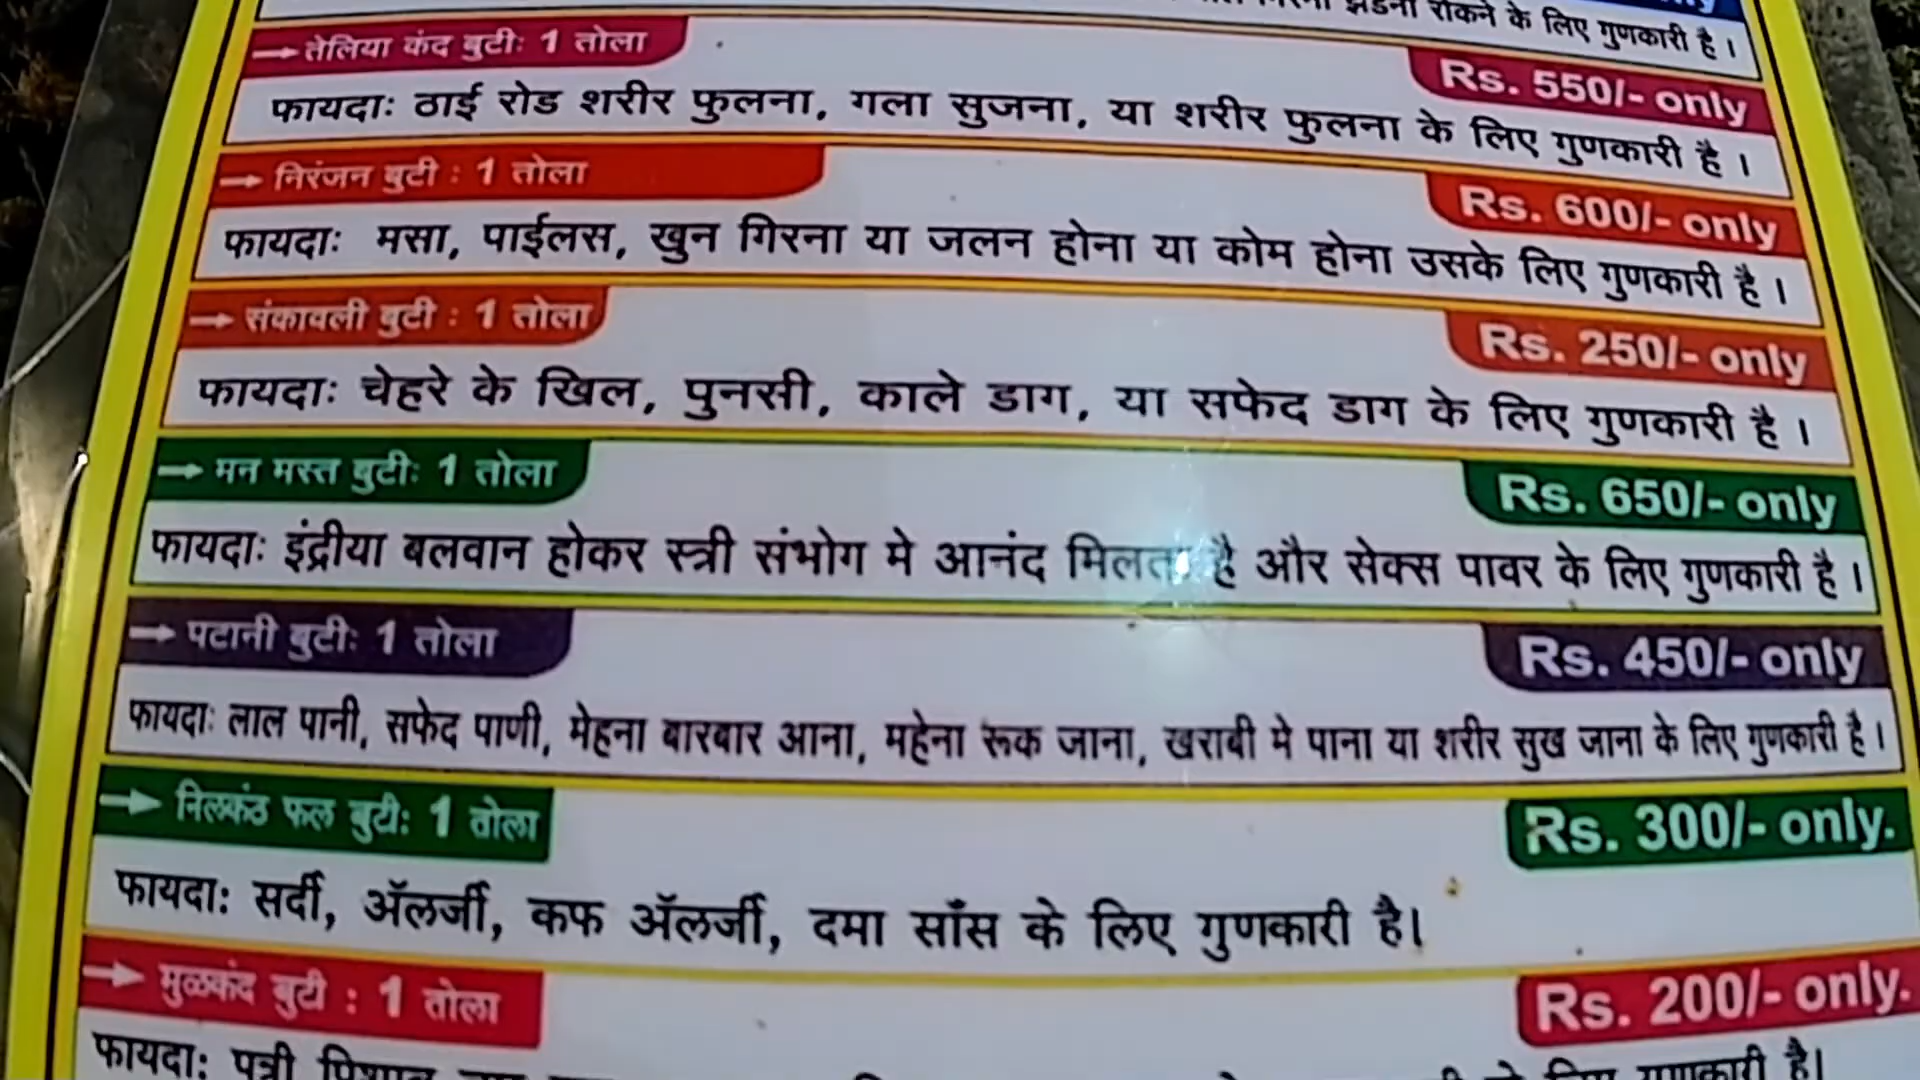 झडना रोकने के लिए गुणकारी है ।
→ तेलिया कंद बुटीः 1 तोला
Rs. 550/- only
फायदाः ठाई रोड शरीर फुलना, गला सुजना, या शरीर फुलना के लिए गुणकारी है ।
→ निरंजन बुटी : 1 तोला
Rs. 600/- only
फायदाः मसा, पाईलस, खुन गिरना या जलन होना या कोम होना उसके लिए गुणकारी है ।
→ संकावली बुटी : 1 तोला
Rs. 250/- only
फायदाः चेहरे के खिल, पुनसी, काले डाग, या सफेद डाग के लिए गुणकारी है ।
→ मन मस्त बुटीः 1 तोला
Rs. 650/- only
फायदाः इंद्रीया बलवान होकर स्त्री संभोग मे आनंद मिलता है और सेक्स पावर के लिए गुणकारी है ।
→ पटानी बुटीः 1 तोला
Rs. 450/- only
फायदाः लाल पानी, सफेद पाणी, मेहना बारबार आना, महेना रूक जाना, खराबी मे पाना या शरीर सुख जाना के लिए गुणकारी है ।
→ निलकंठ फल बुटी: 1 तोला
Rs. 300/- only.
फायदा: सर्दी, ॲलर्जी, कफ ॲलर्जी, दमा साँस के लिए गुणकारी है।
→ मुळकंद बुटी : 1 तोला
Rs. 200/- only.
फायदा: पत्री के लिए गुणकारी है।